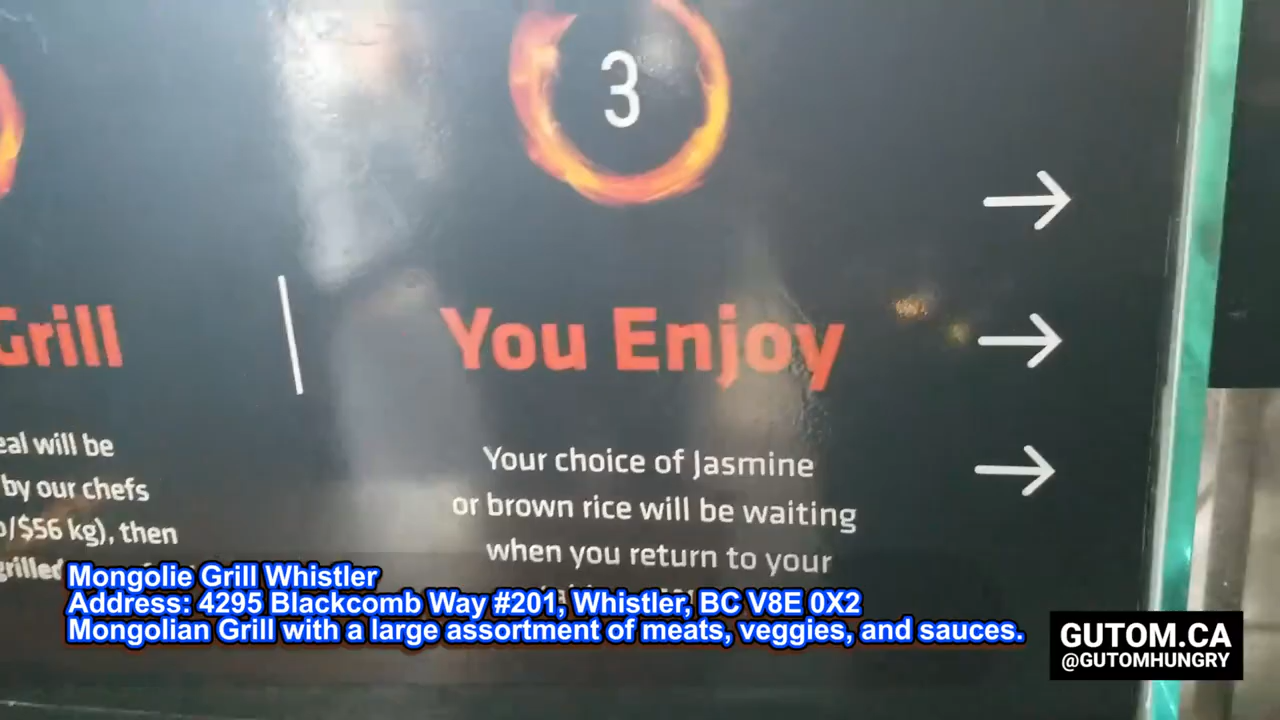 3
Grill
You Enjoy
will be
by our chefs
/$56 kg), then
grilled
Your choice of Jasmine
or brown rice will be waiting
when you return to your
Mongolie Grill Whistler
Address: 4295 Blackcomb Way #201, Whistler, BC V8E 0X2
Mongolian Grill with a large assortment of meats, veggies, and sauces.
GUTOM.CA
@GUTOMHUNGRY